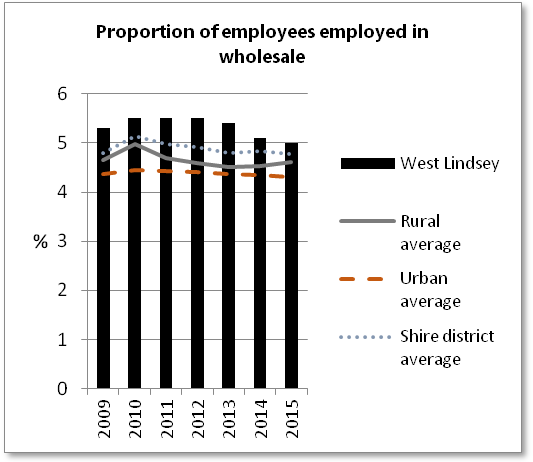 Proportion of employees employed in
wholesale
6
5
4
3
2
1
0
%
2009
2010
2011
2012
2013
2014
2015
West Lindsey
Rural
average
Urban
average
Shire district
average